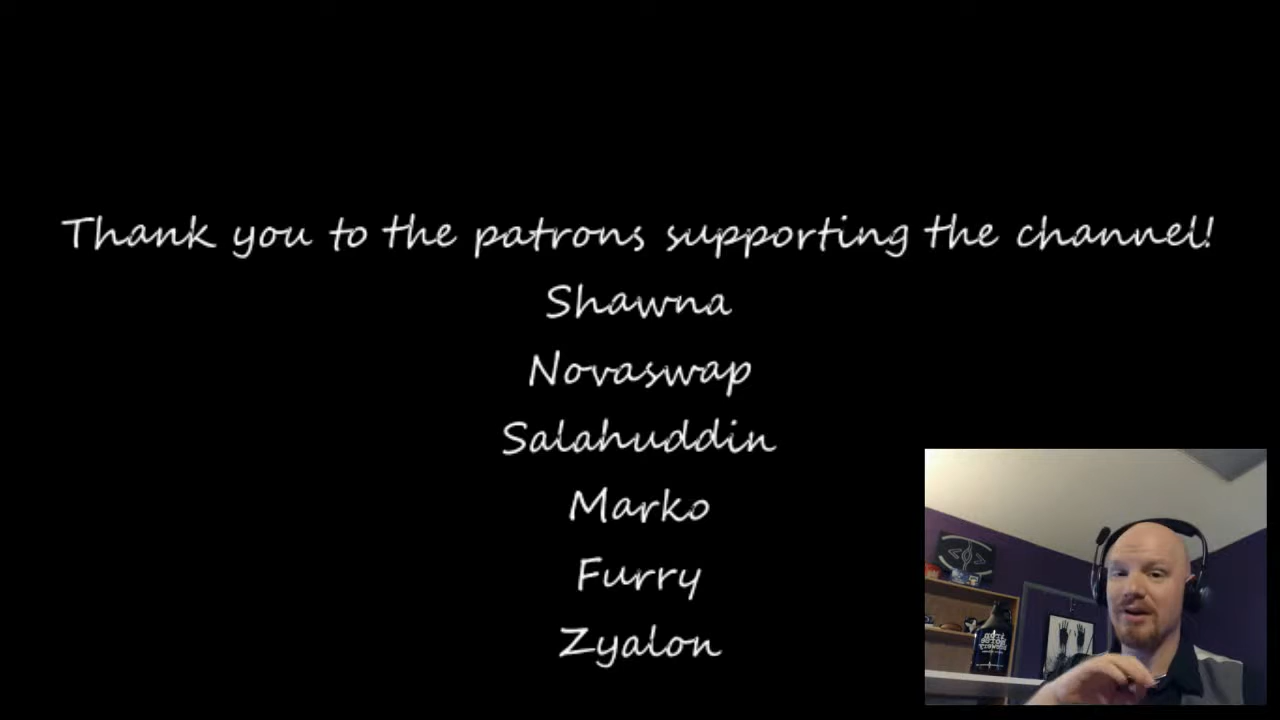 Thank you to the patrons supporting the channel!
Shawna
Novaswap
Salahuddin
Marko
Furry
Zyalon